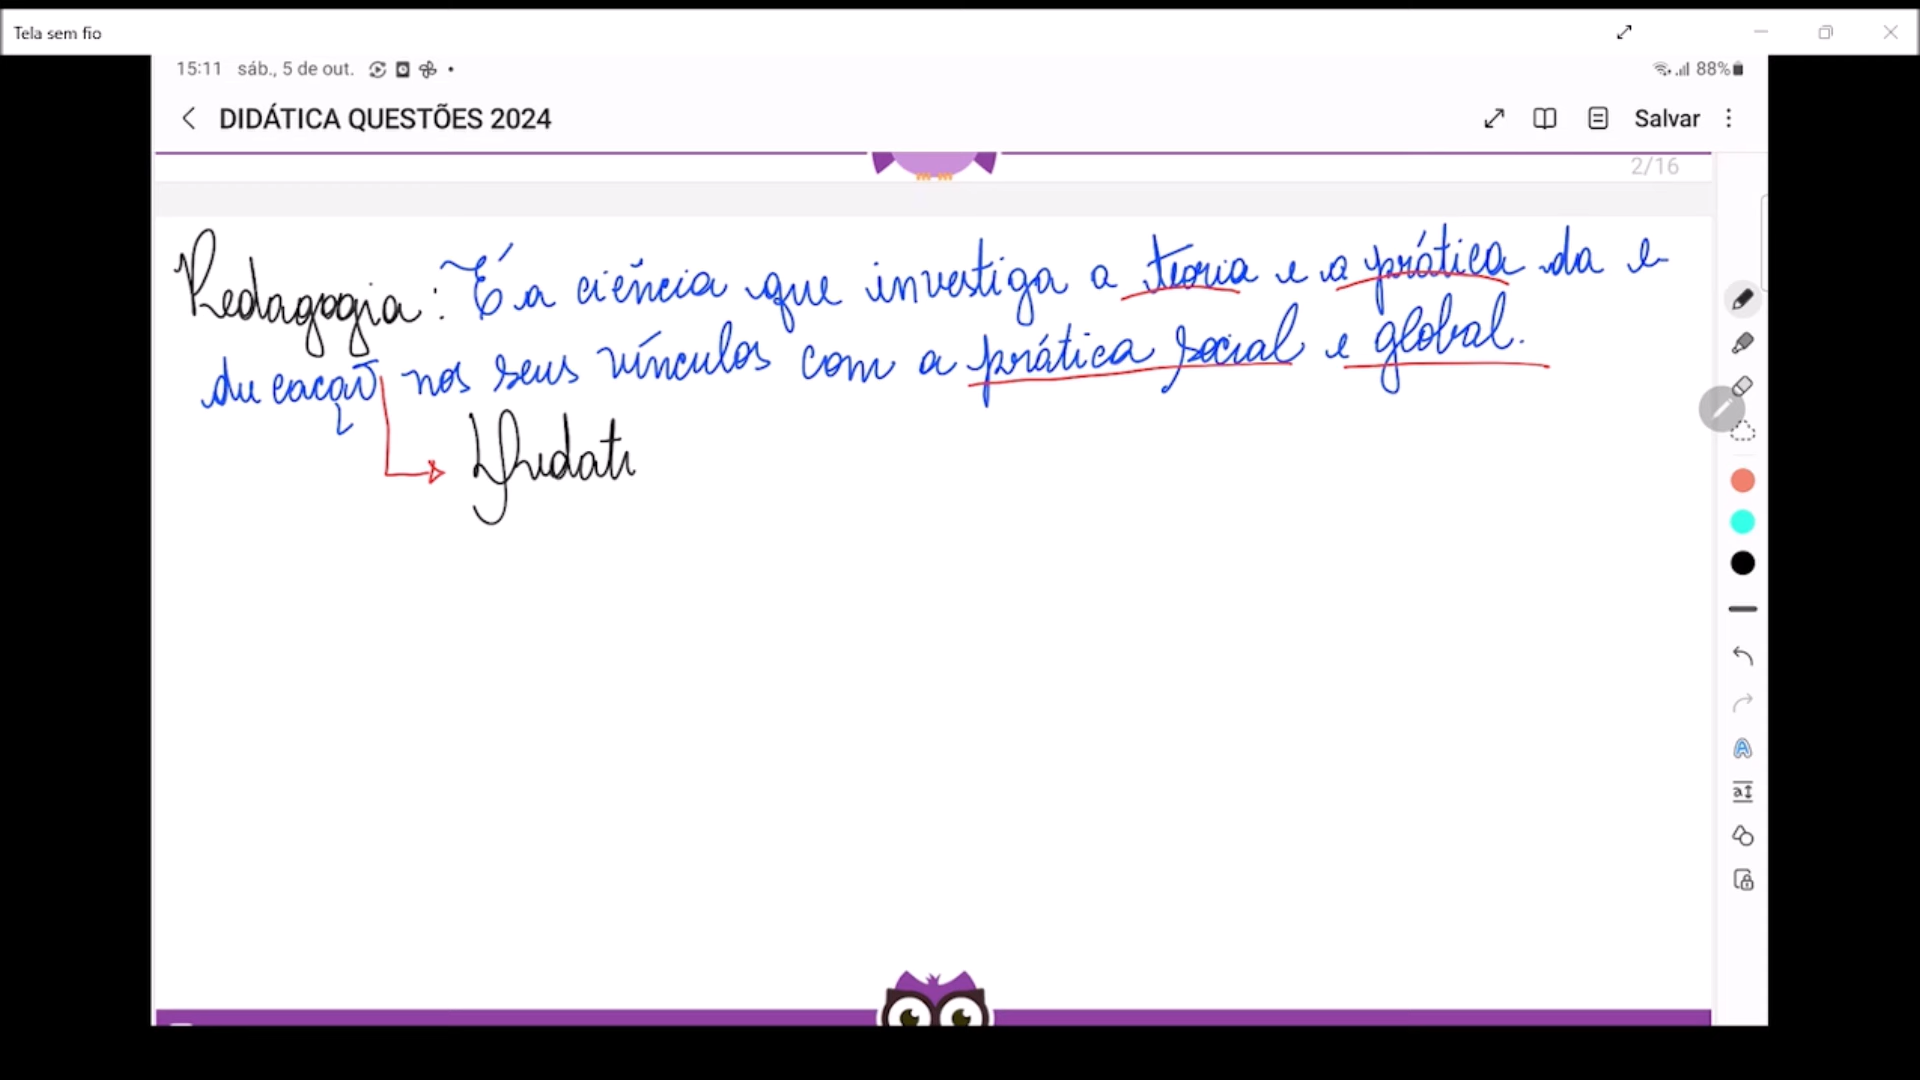 Tela sem fio
15:11 sáb., 5 de out. 88%
DIDÁTICA QUESTÕES 2024 Salvar
2/16
Pedagogia: É a ciência que investiga a teoria e a prática da e
ducação nos seus vínculos com a prática social e global.